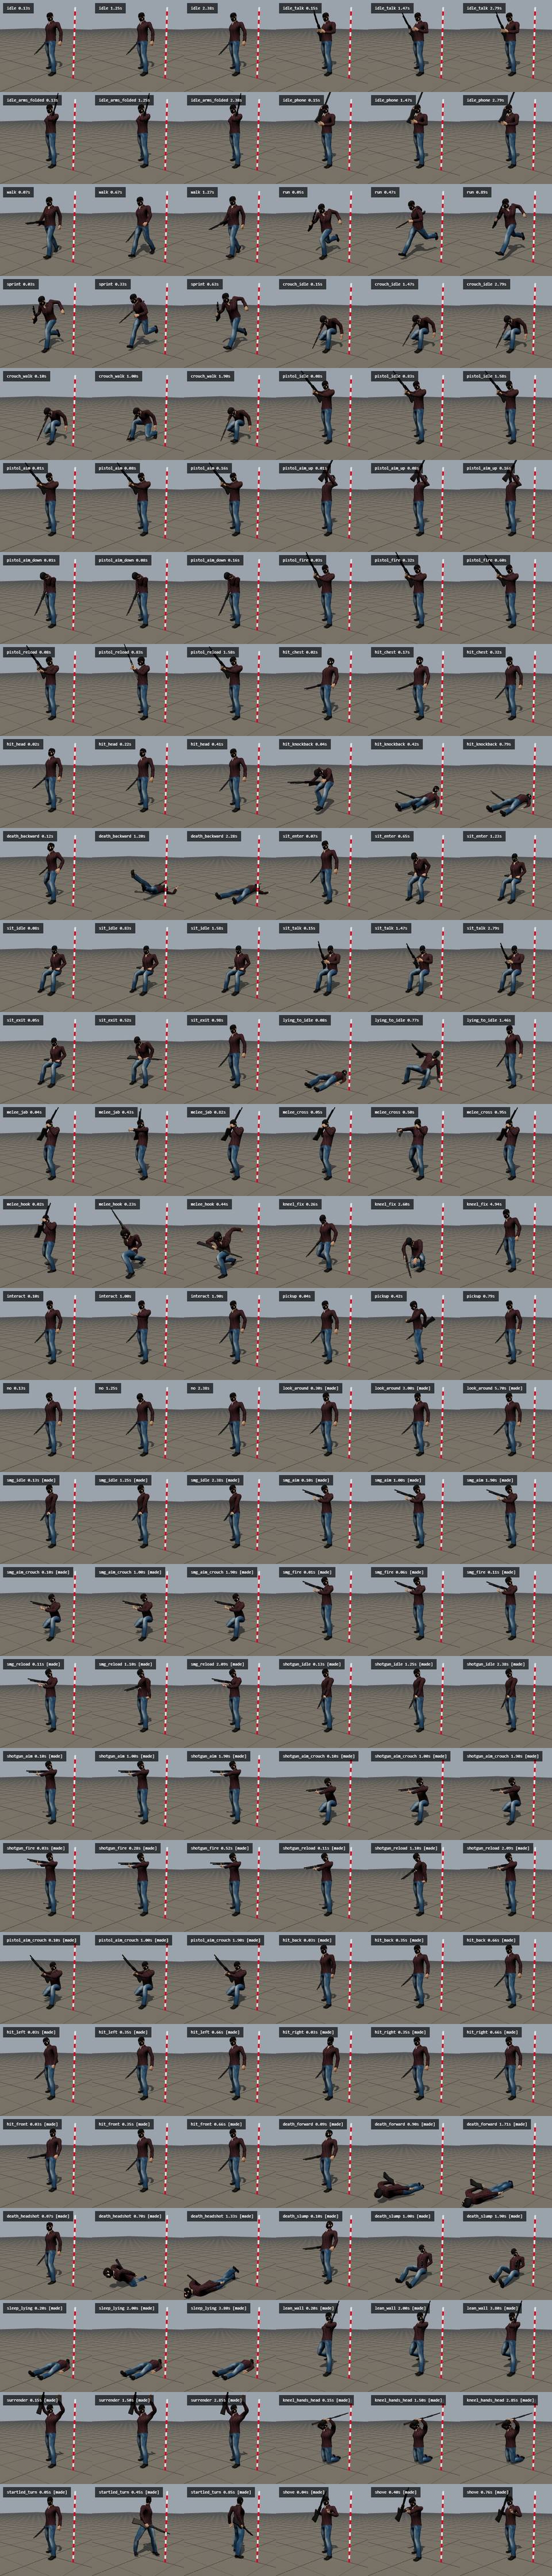 idle 0.13s
idle 1.25s
idle 2.38s
idle_talk 0.15s
idle_talk 1.47s
idle_talk 2.79s
idle_arms_folded 0.13s
idle_arms_folded 1.25s
idle_arms_folded 2.38s
idle_phone 0.15s
idle_phone 1.47s
idle_phone 2.79s
walk 0.07s
walk 0.67s
walk 1.27s
run 0.05s
run 0.47s
run 0.89s
sprint 0.03s
sprint 0.33s
sprint 0.63s
crouch_idle 0.15s
crouch_idle 1.47s
crouch_idle 2.79s
crouch_walk 0.10s
crouch_walk 1.00s
crouch_walk 1.90s
pistol_idle 0.08s
pistol_idle 0.83s
pistol_idle 1.58s
pistol_aim 0.01s
pistol_aim 0.08s
pistol_aim 0.16s
pistol_aim_up 0.01s
pistol_aim_up 0.08s
pistol_aim_up 0.16s
pistol_aim_down 0.01s
pistol_aim_down 0.08s
pistol_aim_down 0.16s
pistol_fire 0.03s
pistol_fire 0.32s
pistol_fire 0.60s
pistol_reload 0.08s
pistol_reload 0.83s
pistol_reload 1.58s
hit_chest 0.02s
hit_chest 0.17s
hit_chest 0.32s
hit_head 0.02s
hit_head 0.22s
hit_head 0.41s
hit_knockback 0.04s
hit_knockback 0.42s
hit_knockback 0.79s
death_backward 0.12s
death_backward 1.20s
death_backward 2.28s
sit_enter 0.07s
sit_enter 0.65s
sit_enter 1.23s
sit_idle 0.08s
sit_idle 0.83s
sit_idle 1.58s
sit_talk 0.15s
sit_talk 1.47s
sit_talk 2.79s
sit_exit 0.05s
sit_exit 0.52s
sit_exit 0.98s
lying_to_idle 0.08s
lying_to_idle 0.77s
lying_to_idle 1.46s
melee_jab 0.04s
melee_jab 0.43s
melee_jab 0.82s
melee_cross 0.05s
melee_cross 0.50s
melee_cross 0.95s
melee_hook 0.02s
melee_hook 0.23s
melee_hook 0.44s
kneel_fix 0.26s
kneel_fix 2.60s
kneel_fix 4.94s
interact 0.10s
interact 1.00s
interact 1.90s
pickup 0.04s
pickup 0.42s
pickup 0.79s
no 0.13s
no 1.25s
no 2.38s
look_around 0.30s [made]
look_around 3.00s [made]
look_around 5.70s [made]
smg_idle 0.13s [made]
smg_idle 1.25s [made]
smg_idle 2.38s [made]
smg_aim 0.10s [made]
smg_aim 1.00s [made]
smg_aim 1.90s [made]
smg_aim_crouch 0.10s [made]
smg_aim_crouch 1.00s [made]
smg_aim_crouch 1.90s [made]
smg_fire 0.01s [made]
smg_fire 0.06s [made]
smg_fire 0.11s [made]
smg_reload 0.11s [made]
smg_reload 1.10s [made]
smg_reload 2.09s [made]
shotgun_idle 0.13s [made]
shotgun_idle 1.25s [made]
shotgun_idle 2.38s [made]
shotgun_aim 0.10s [made]
shotgun_aim 1.00s [made]
shotgun_aim 1.90s [made]
shotgun_aim_crouch 0.10s [made]
shotgun_aim_crouch 1.00s [made]
shotgun_aim_crouch 1.90s [made]
shotgun_fire 0.03s [made]
shotgun_fire 0.28s [made]
shotgun_fire 0.52s [made]
shotgun_reload 0.11s [made]
shotgun_reload 1.10s [made]
shotgun_reload 2.09s [made]
pistol_aim_crouch 0.10s [made]
pistol_aim_crouch 1.00s [made]
pistol_aim_crouch 1.90s [made]
hit_back 0.03s [made]
hit_back 0.35s [made]
hit_back 0.66s [made]
hit_left 0.03s [made]
hit_left 0.35s [made]
hit_left 0.66s [made]
hit_right 0.03s [made]
hit_right 0.35s [made]
hit_right 0.66s [made]
hit_front 0.03s [made]
hit_front 0.35s [made]
hit_front 0.66s [made]
death_forward 0.09s [made]
death_forward 0.90s [made]
death_forward 1.71s [made]
death_headshot 0.07s [made]
death_headshot 0.70s [made]
death_headshot 1.33s [made]
death_slump 0.10s [made]
death_slump 1.00s [made]
death_slump 1.90s [made]
sleep_lying 0.20s [made]
sleep_lying 2.00s [made]
sleep_lying 3.80s [made]
lean_wall 0.20s [made]
lean_wall 2.00s [made]
lean_wall 3.80s [made]
surrender 0.15s [made]
surrender 1.50s [made]
surrender 2.85s [made]
kneel_hands_head 0.15s [made]
kneel_hands_head 1.50s [made]
kneel_hands_head 2.85s [made]
startled_turn 0.05s [made]
startled_turn 0.45s [made]
startled_turn 0.85s [made]
shove 0.04s [made]
shove 0.40s [made]
shove 0.76s [made]